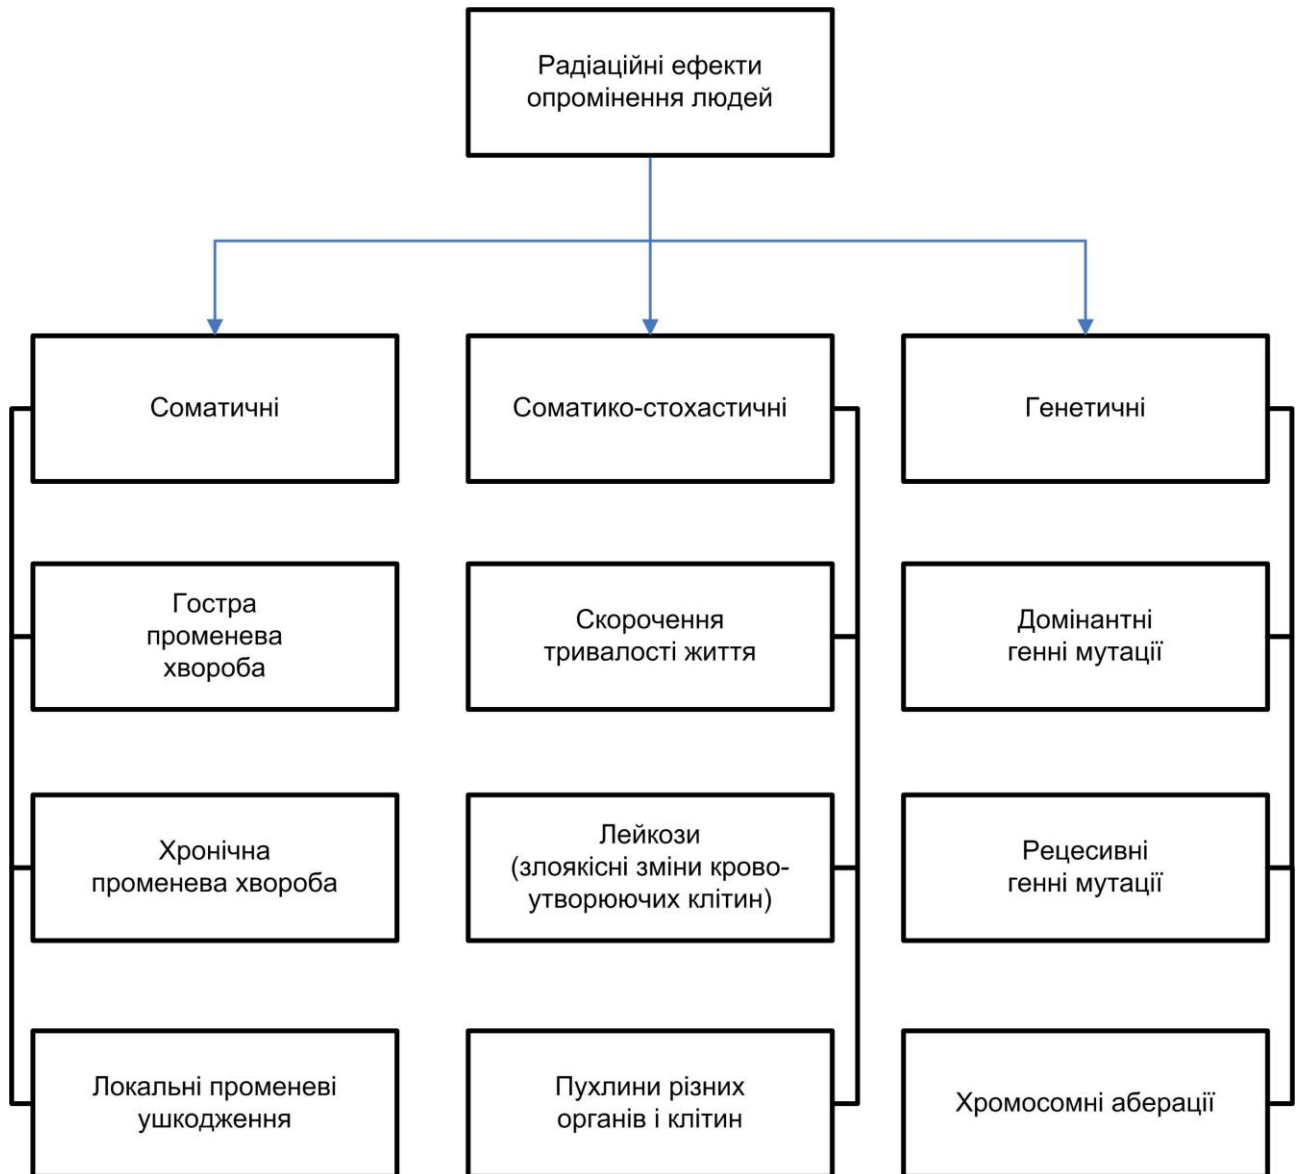 Радіаційні ефекти
опромінення людей
Соматичні
Соматико-стохастичні
Генетичні
Гостра
променева
хвороба
Скорочення
тривалості життя
Домінантні
генні мутації
Хронічна
променева хвороба
Лейкози
(злоякісні зміни крово-
утворюючих клітин)
Рецесивні
генні мутації
Локальні променеві
ушкодження
Пухлини різних
органів і клітин
Хромосомні аберації